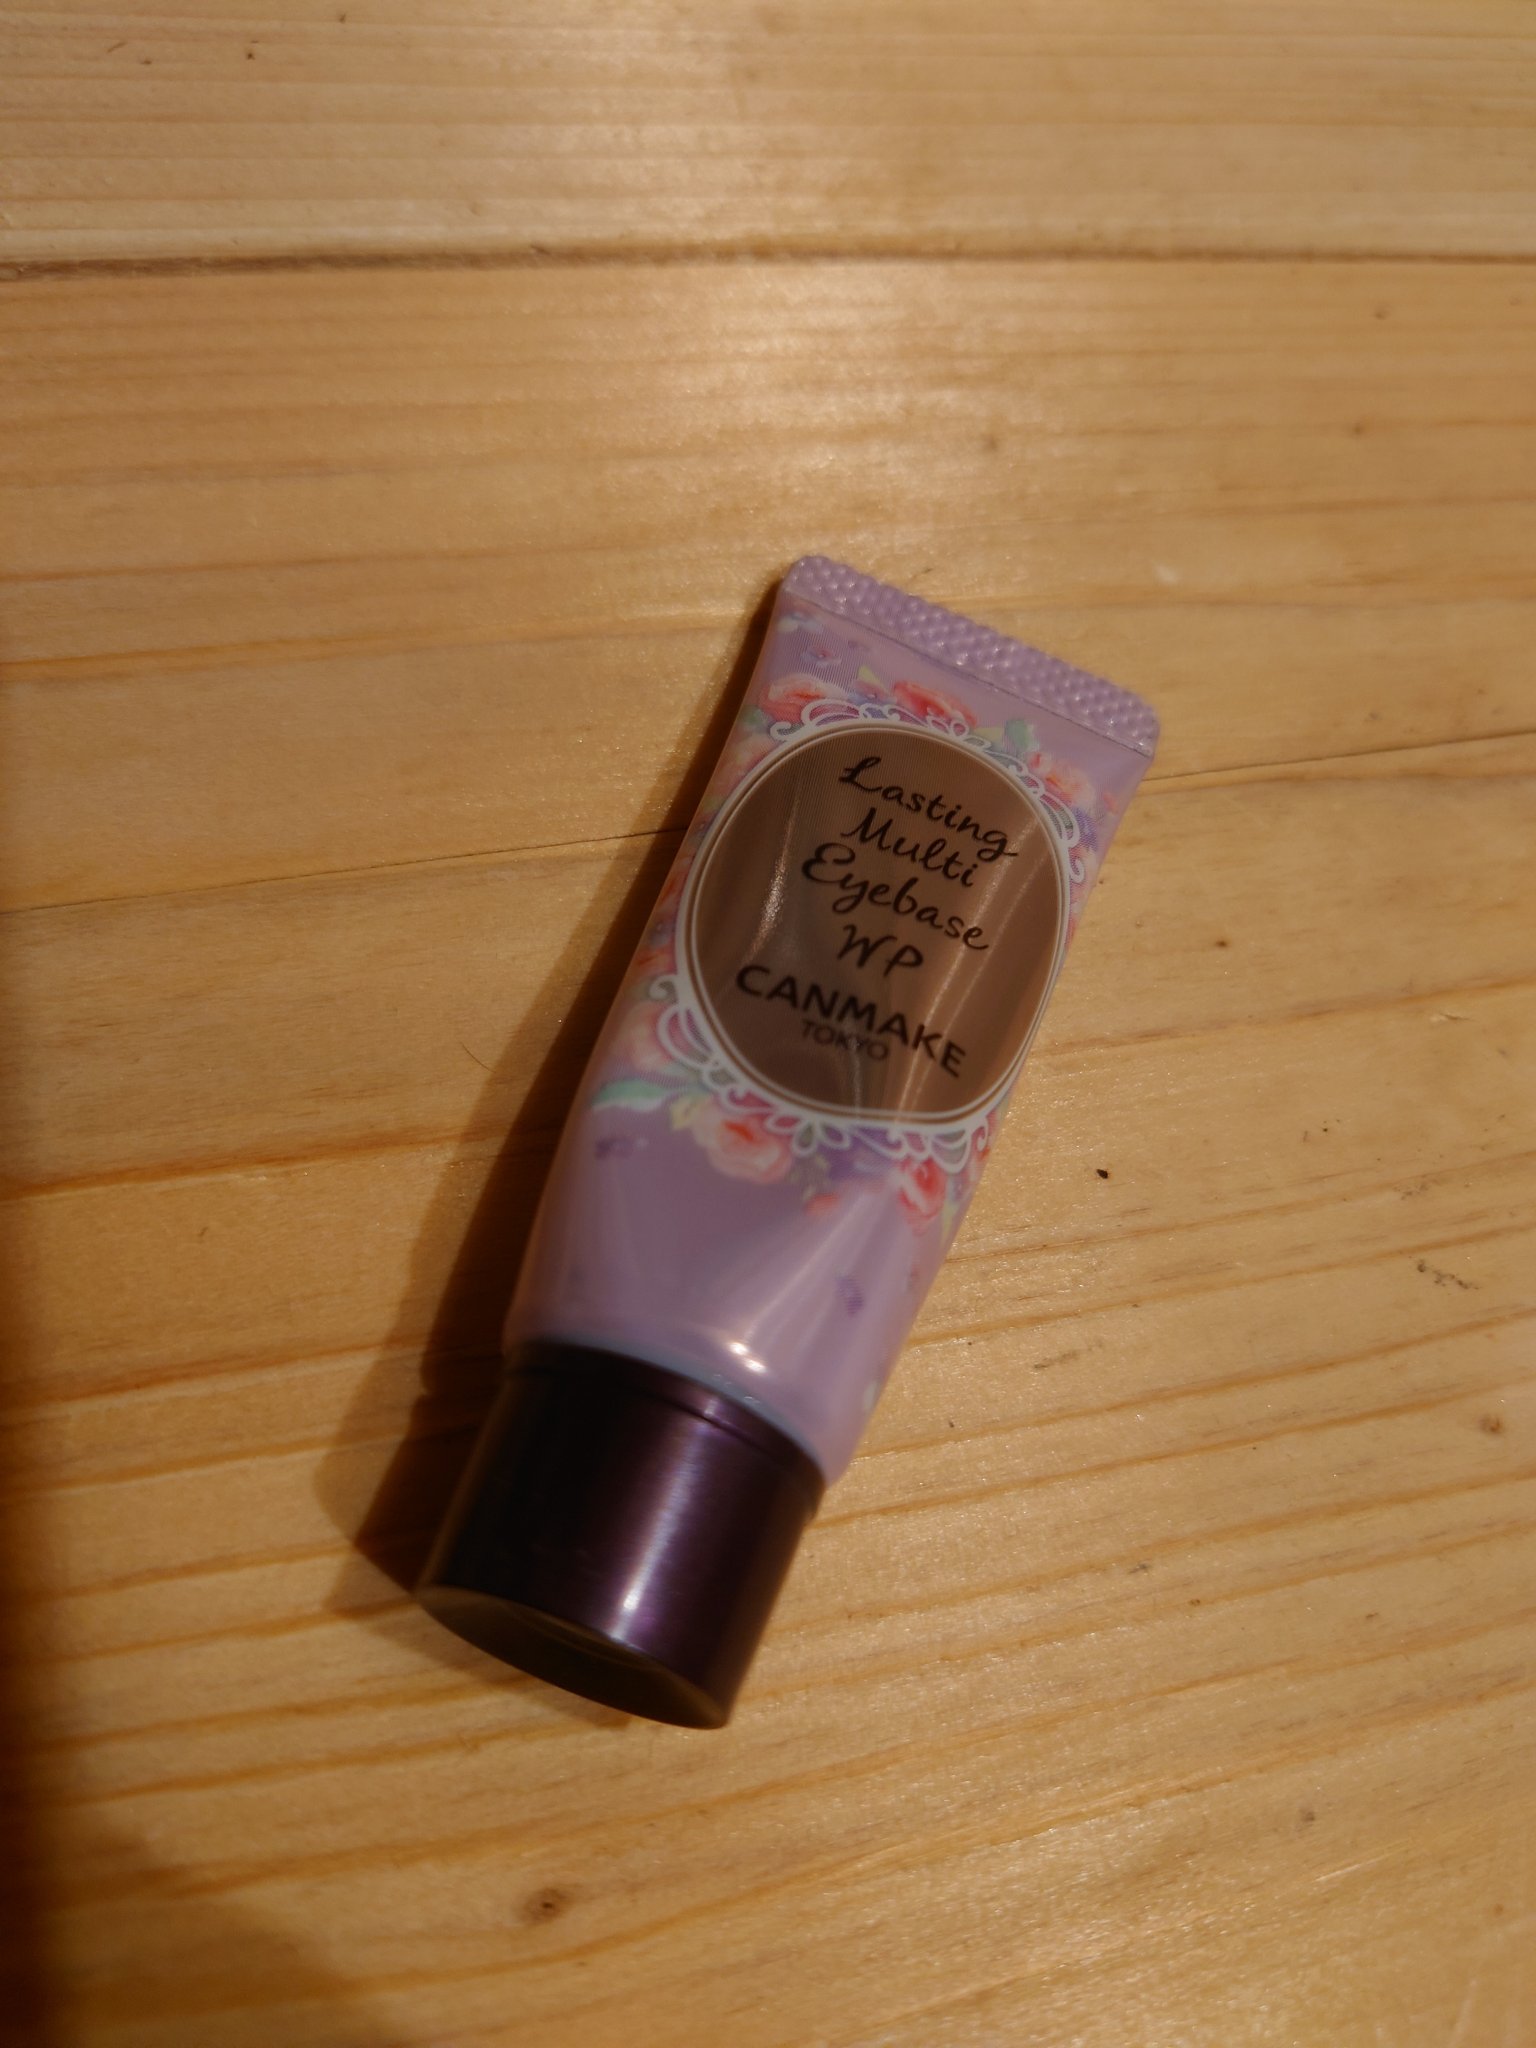 Lasting
Multi
Eyebase
WP
CANMAKE
TOKYO